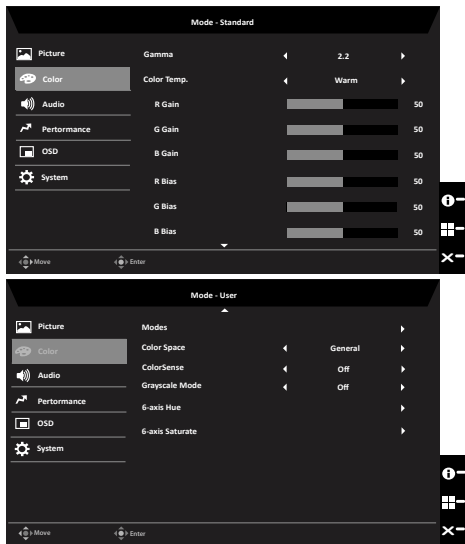 Mode - Standard
Picture
Color
Audio
Pertormance
OSD
System
Gamma 2.2
Color Temp. Warm
R Gain 50
G Gain 50
B Gain 50
R Bias 50
G Bias 50
B Bias 50
Move Enter
Mode - User
Picture
Color
Audio
Pertormance
OSD
System
Modes
Color Space General
ColorSense Off
Grayscale Mode Off
6-axis Hue
6-axis Saturate
Move Enter